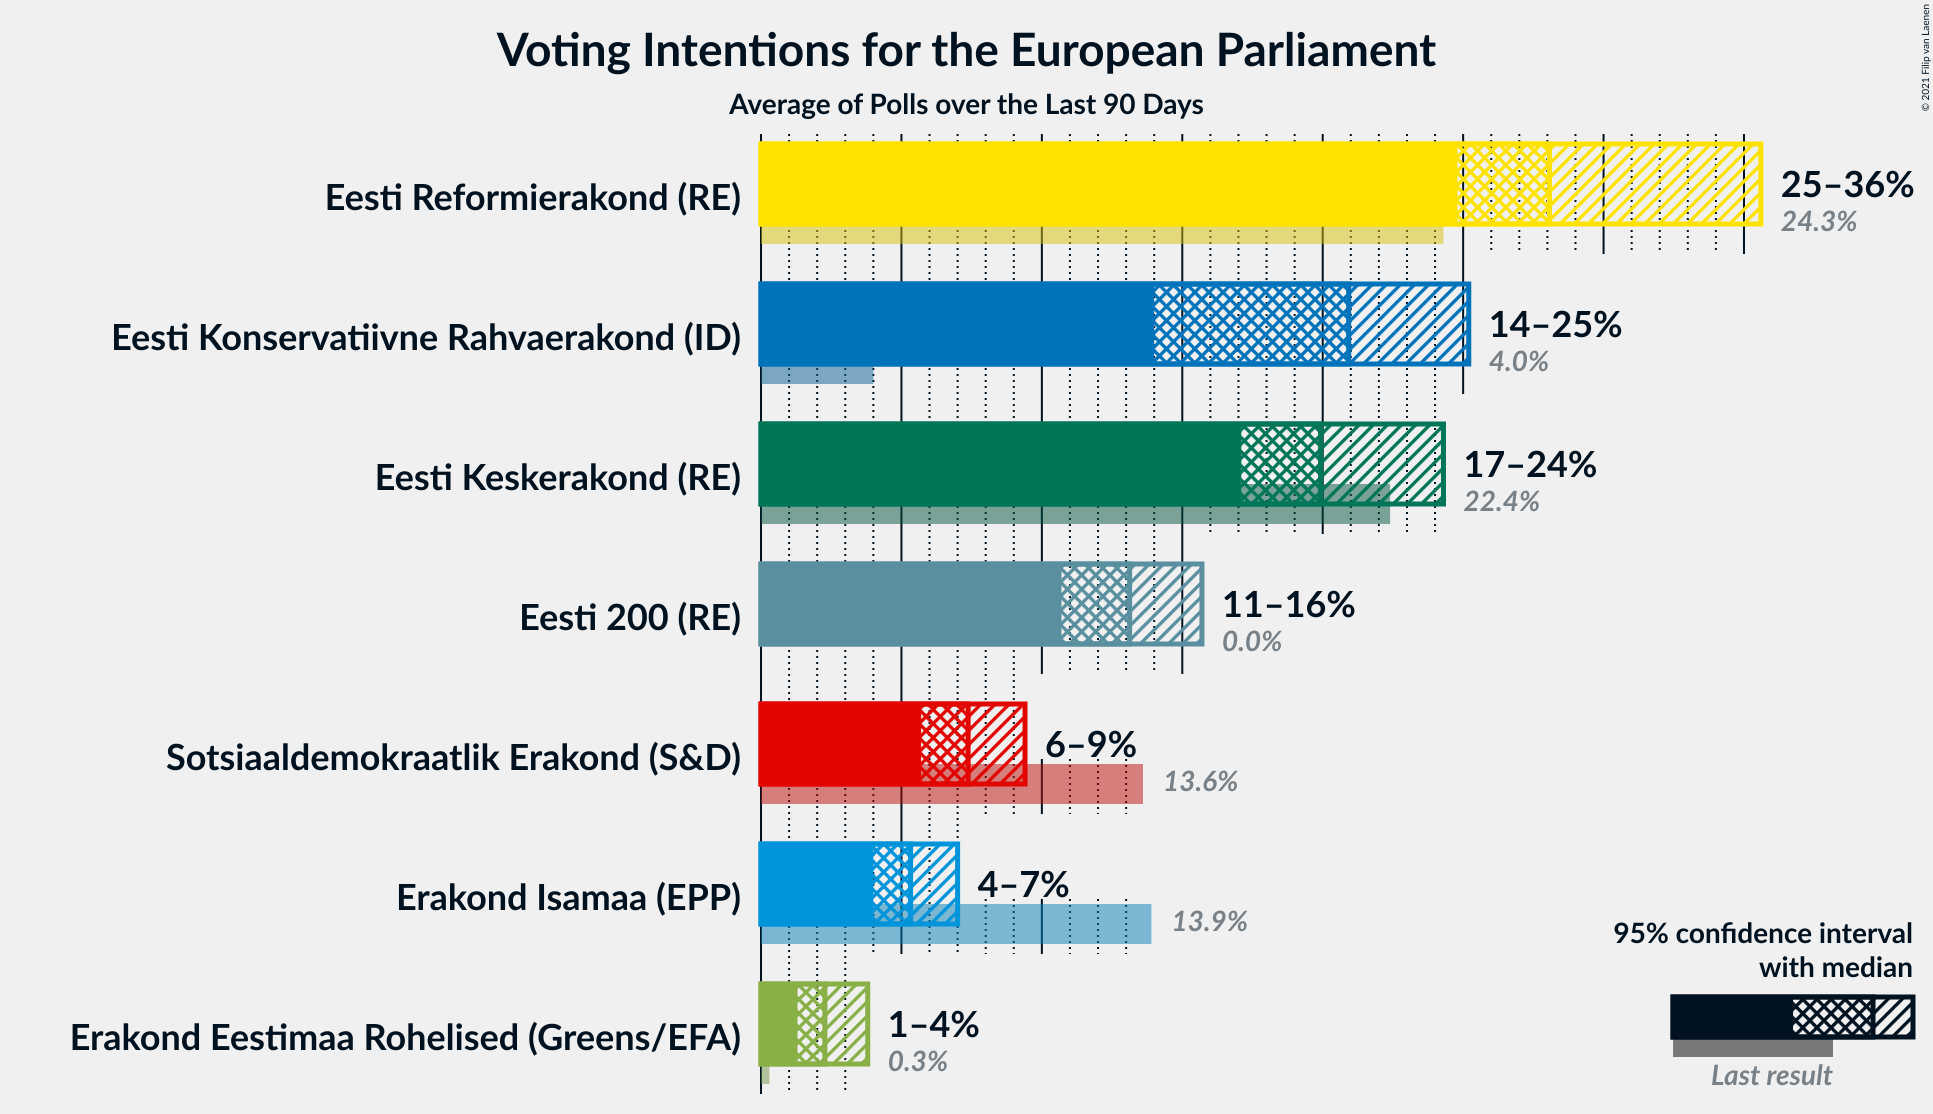 Voting Intentions for the European Parliament
Average of Polls over the Last 90 Days
© 2021 Filip van Laenen
Eesti Reformierakond (RE)
25–36%
24.3%
Eesti Konservatiivne Rahvaerakond (ID)
14–25%
4.0%
Eesti Keskerakond (RE)
17–24%
22.4%
Eesti 200 (RE)
11–16%
0.0%
Sotsiaaldemokraatlik Erakond (S&D)
6–9%
13.6%
Erakond Isamaa (EPP)
4–7%
13.9%
Erakond Eestimaa Rohelised (Greens/EFA)
1–4%
0.3%
95% confidence interval
with median
Last result